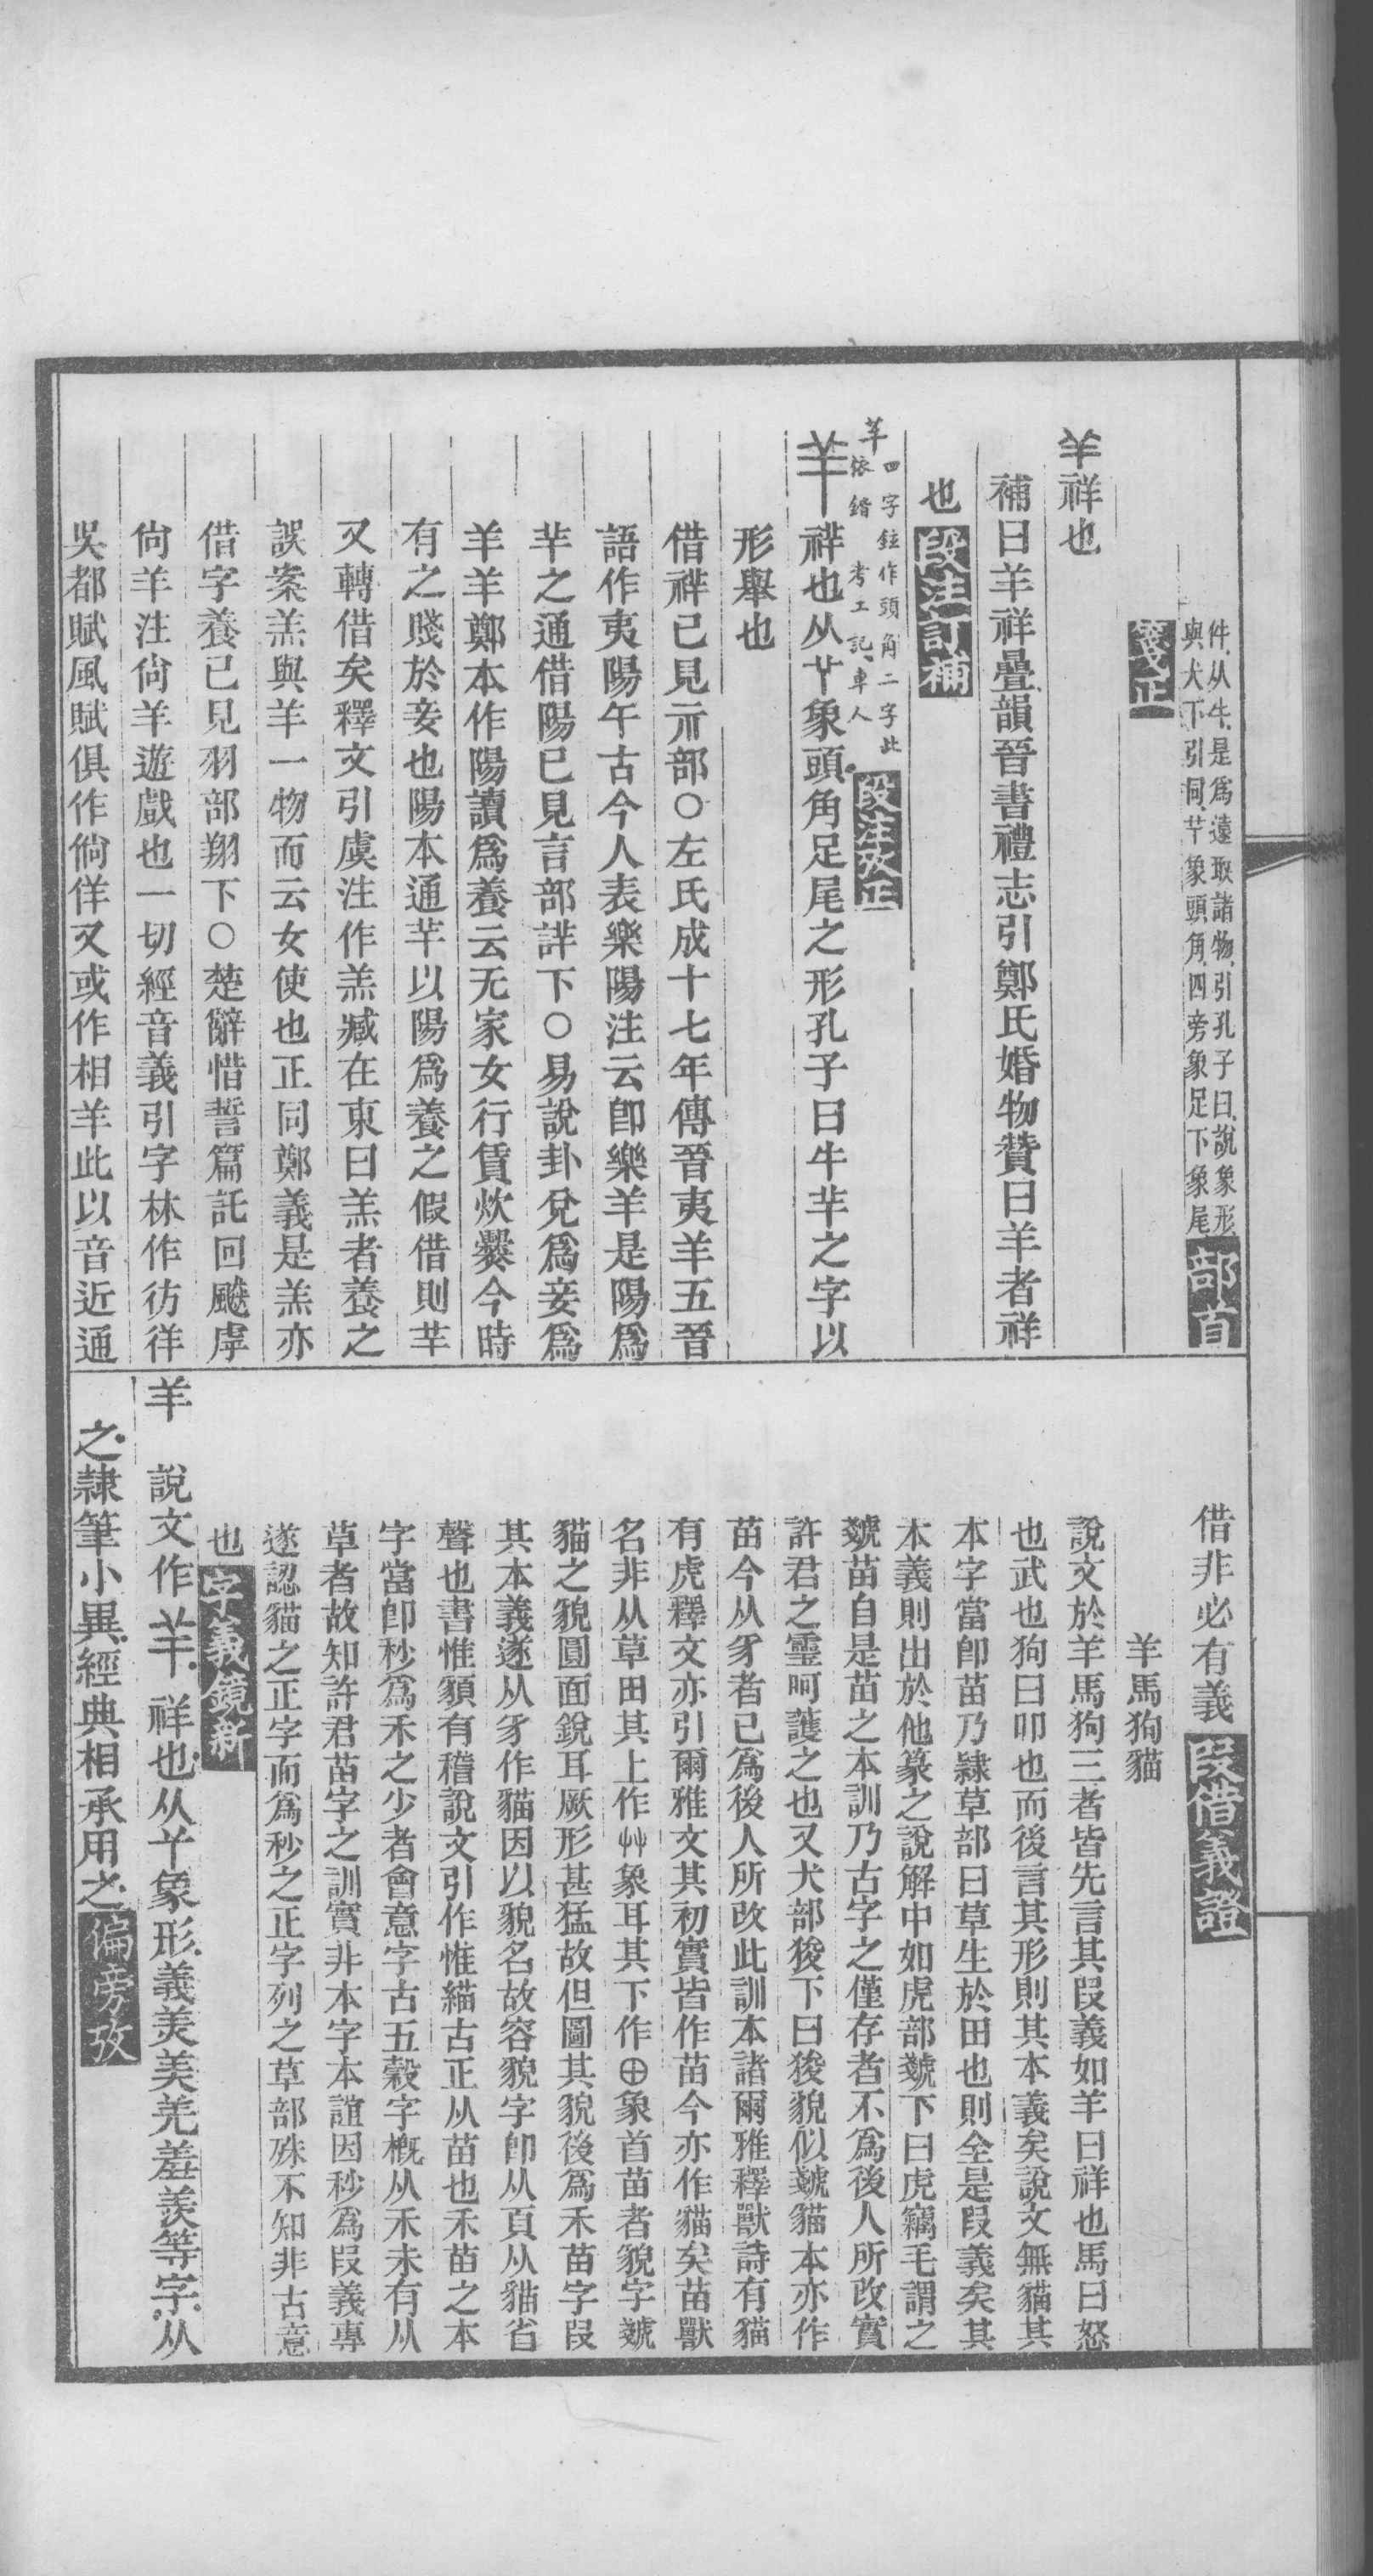 件、从牛、是爲遠取諸物、引孔子曰、說象形
與犬下引同、𦫳象頭角、四旁象足下象尾
部首
箋正
羊祥也
補曰羊祥疊韻晉書禮志引鄭氏婚物贊曰羊者祥
也 段注訂補
羊 四字鉉作頭角二字此
依鍇 考工記車人
段注攷正
羊 祥也从𦫳象頭角足尾之形孔子曰牛羊之字以
形舉也
借祥已見示部○左氏成十七年傳晉夷羊五晉
語作夷陽午古今人表樂陽注云卽樂羊是陽爲
羊之通借陽已見言部詳下○易說卦兌爲妾爲
羊羊鄭本作陽讀爲養云无家女行賃炊爨今時
有之賤於妾也陽本通羊以陽爲養之假借則羊
又轉借矣釋文引虞注作羔臧在東曰羔者養之
誤案羔與羊一物而云女使也正同鄭義是羔亦
借字養已見羽部翔下○楚辭惜誓篇託回飇虖
尙羊注尙羊遊戲也一切經音義引字林作彷徉
吳都賦風賦俱作徜徉又或作相羊此以音近通
借非必有義 叚借義證
羊馬狗貓
說文於羊馬狗三者皆先言其叚義如羊曰祥也馬曰怒
也武也狗曰叩也而後言其形則其本義矣說文無貓其
本字當卽苗乃隸草部曰草生於田也則全是叚義矣其
本義則出於他篆之說解中如虎部虦下曰虎竊毛謂之
虦苗自是苗之本訓乃古字之僅存者不爲後人所改實
許君之靈呵護之也又犬部狻下曰狻貌似虦貓本亦作
苗今从豸者已爲後人所改此訓本諸爾雅釋獸詩有貓
有虎釋文亦引爾雅文其初實皆作苗今亦作貓矣苗獸
名非从草田其上作艸象耳其下作⊕象首苗者貌字虦
貓之貌圓面銳耳厥形甚猛故但圖其貌後爲禾苗字叚
其本義遂从豸作貓因以貌名故容貌字卽从頁从貓省
聲也書惟䫉有稽說文引作惟緢古正从苗也禾苗之本
字當卽秒爲禾之少者會意字古五穀字槪从禾未有从
草者故知許君苗字之訓實非本字本誼因秒爲叚義專
遂認貓之正字而爲秒之正字列之草部殊不知非古意
也 字義鏡新
羊 說文作羊、祥也、从𦫳象形、義羑美羌羞羨等字、从
之、隸筆小異、經典相承用之、 偏旁攷